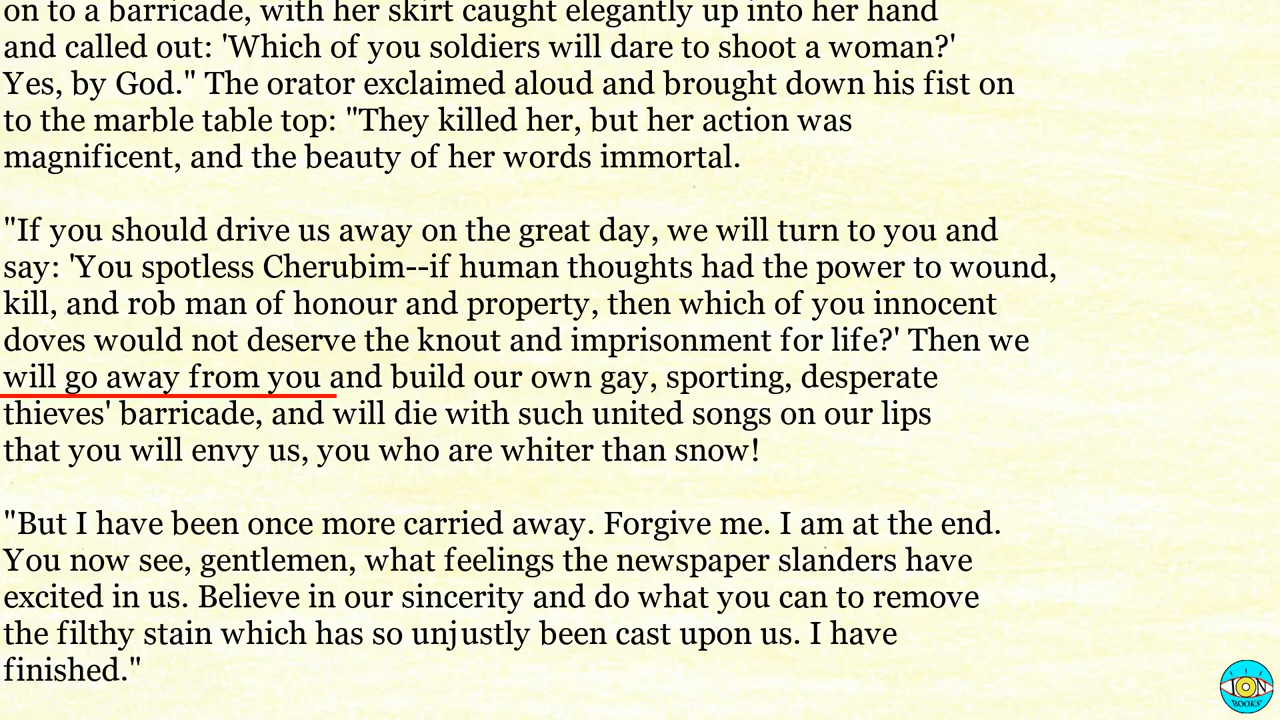 on to a barricade, with her skirt caught elegantly up into her hand
and called out: 'Which of you soldiers will dare to shoot a woman?'
Yes, by God." The orator exclaimed aloud and brought down his fist on
to the marble table top: "They killed her, but her action was
magnificent, and the beauty of her words immortal.
"If you should drive us away on the great day, we will turn to you and
say: 'You spotless Cherubim--if human thoughts had the power to wound,
kill, and rob man of honour and property, then which of you innocent
doves would not deserve the knout and imprisonment for life?' Then we
will go away from you and build our own gay, sporting, desperate
thieves' barricade, and will die with such united songs on our lips
that you will envy us, you who are whiter than snow!
"But I have been once more carried away. Forgive me. I am at the end.
You now see, gentlemen, what feelings the newspaper slanders have
excited in us. Believe in our sincerity and do what you can to remove
the filthy stain which has so unjustly been cast upon us. I have
finished."
ION
BOOKS